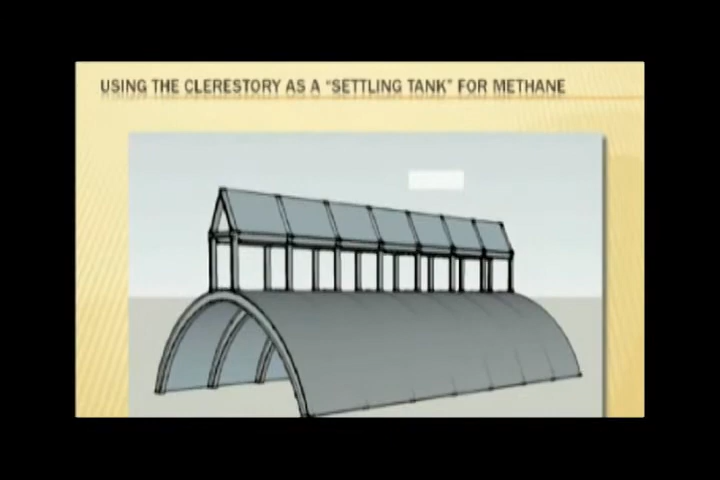 USING THE CLERESTORY AS A “SETTLING TANK” FOR METHANE